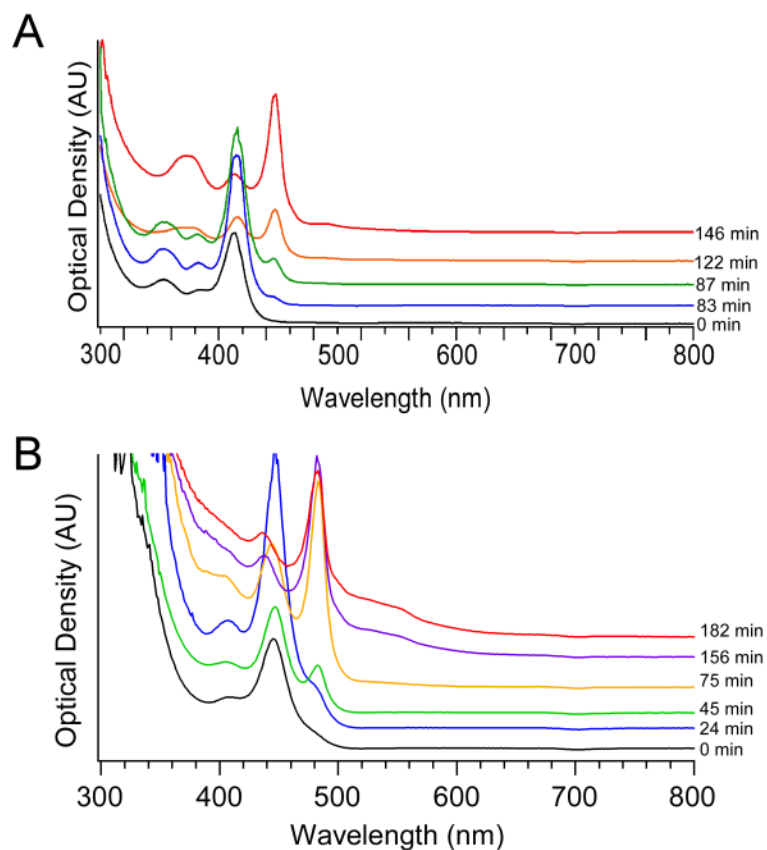 A
Optical Density (AU)
146 min
122 min
87 min
83 min
0 min
300 400 500 600 700 800
Wavelength (nm)
B
Optical Density (AU)
182 min
156 min
75 min
45 min
24 min
0 min
300 400 500 600 700 800
Wavelength (nm)